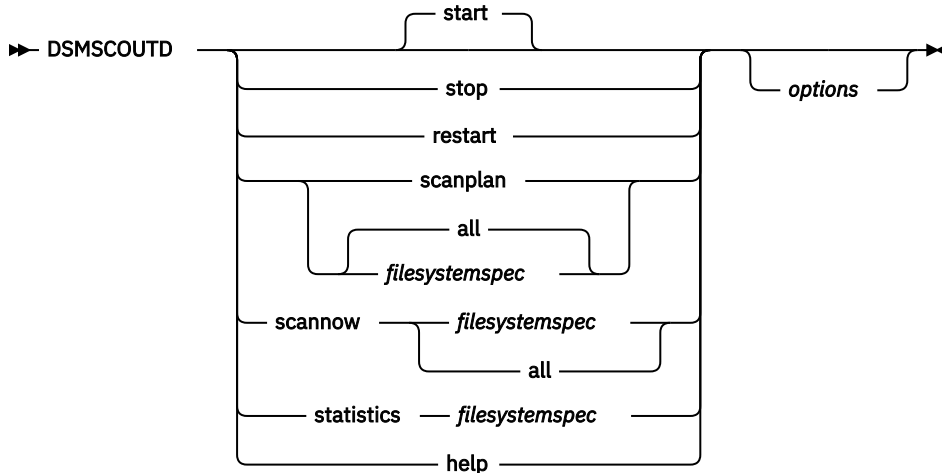 start
DSMSCOUTD
options
stop
restart
scanplan
all
filesystemspec
scannow filesystemspec
all
statistics filesystemspec
help